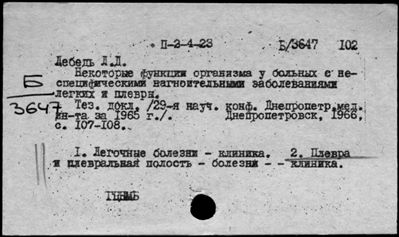 П-2-4-23 Б/3647 102
Лебедь Л.Л.
Некоторые функции организма у больных с не-
специфическими нагноительными заболеваниями
легких и плевры.
Б
3647
Тез. докл. /29-я науч. конф. Днепропетр.мед.
ин-та за 1965 г./. Днепропетровск, 1966,
с. 107-108.
1. Легочные болезни - клиника. 2. Плевра
и плевральная полость - болезни - - клиника.
ГЦНМБ